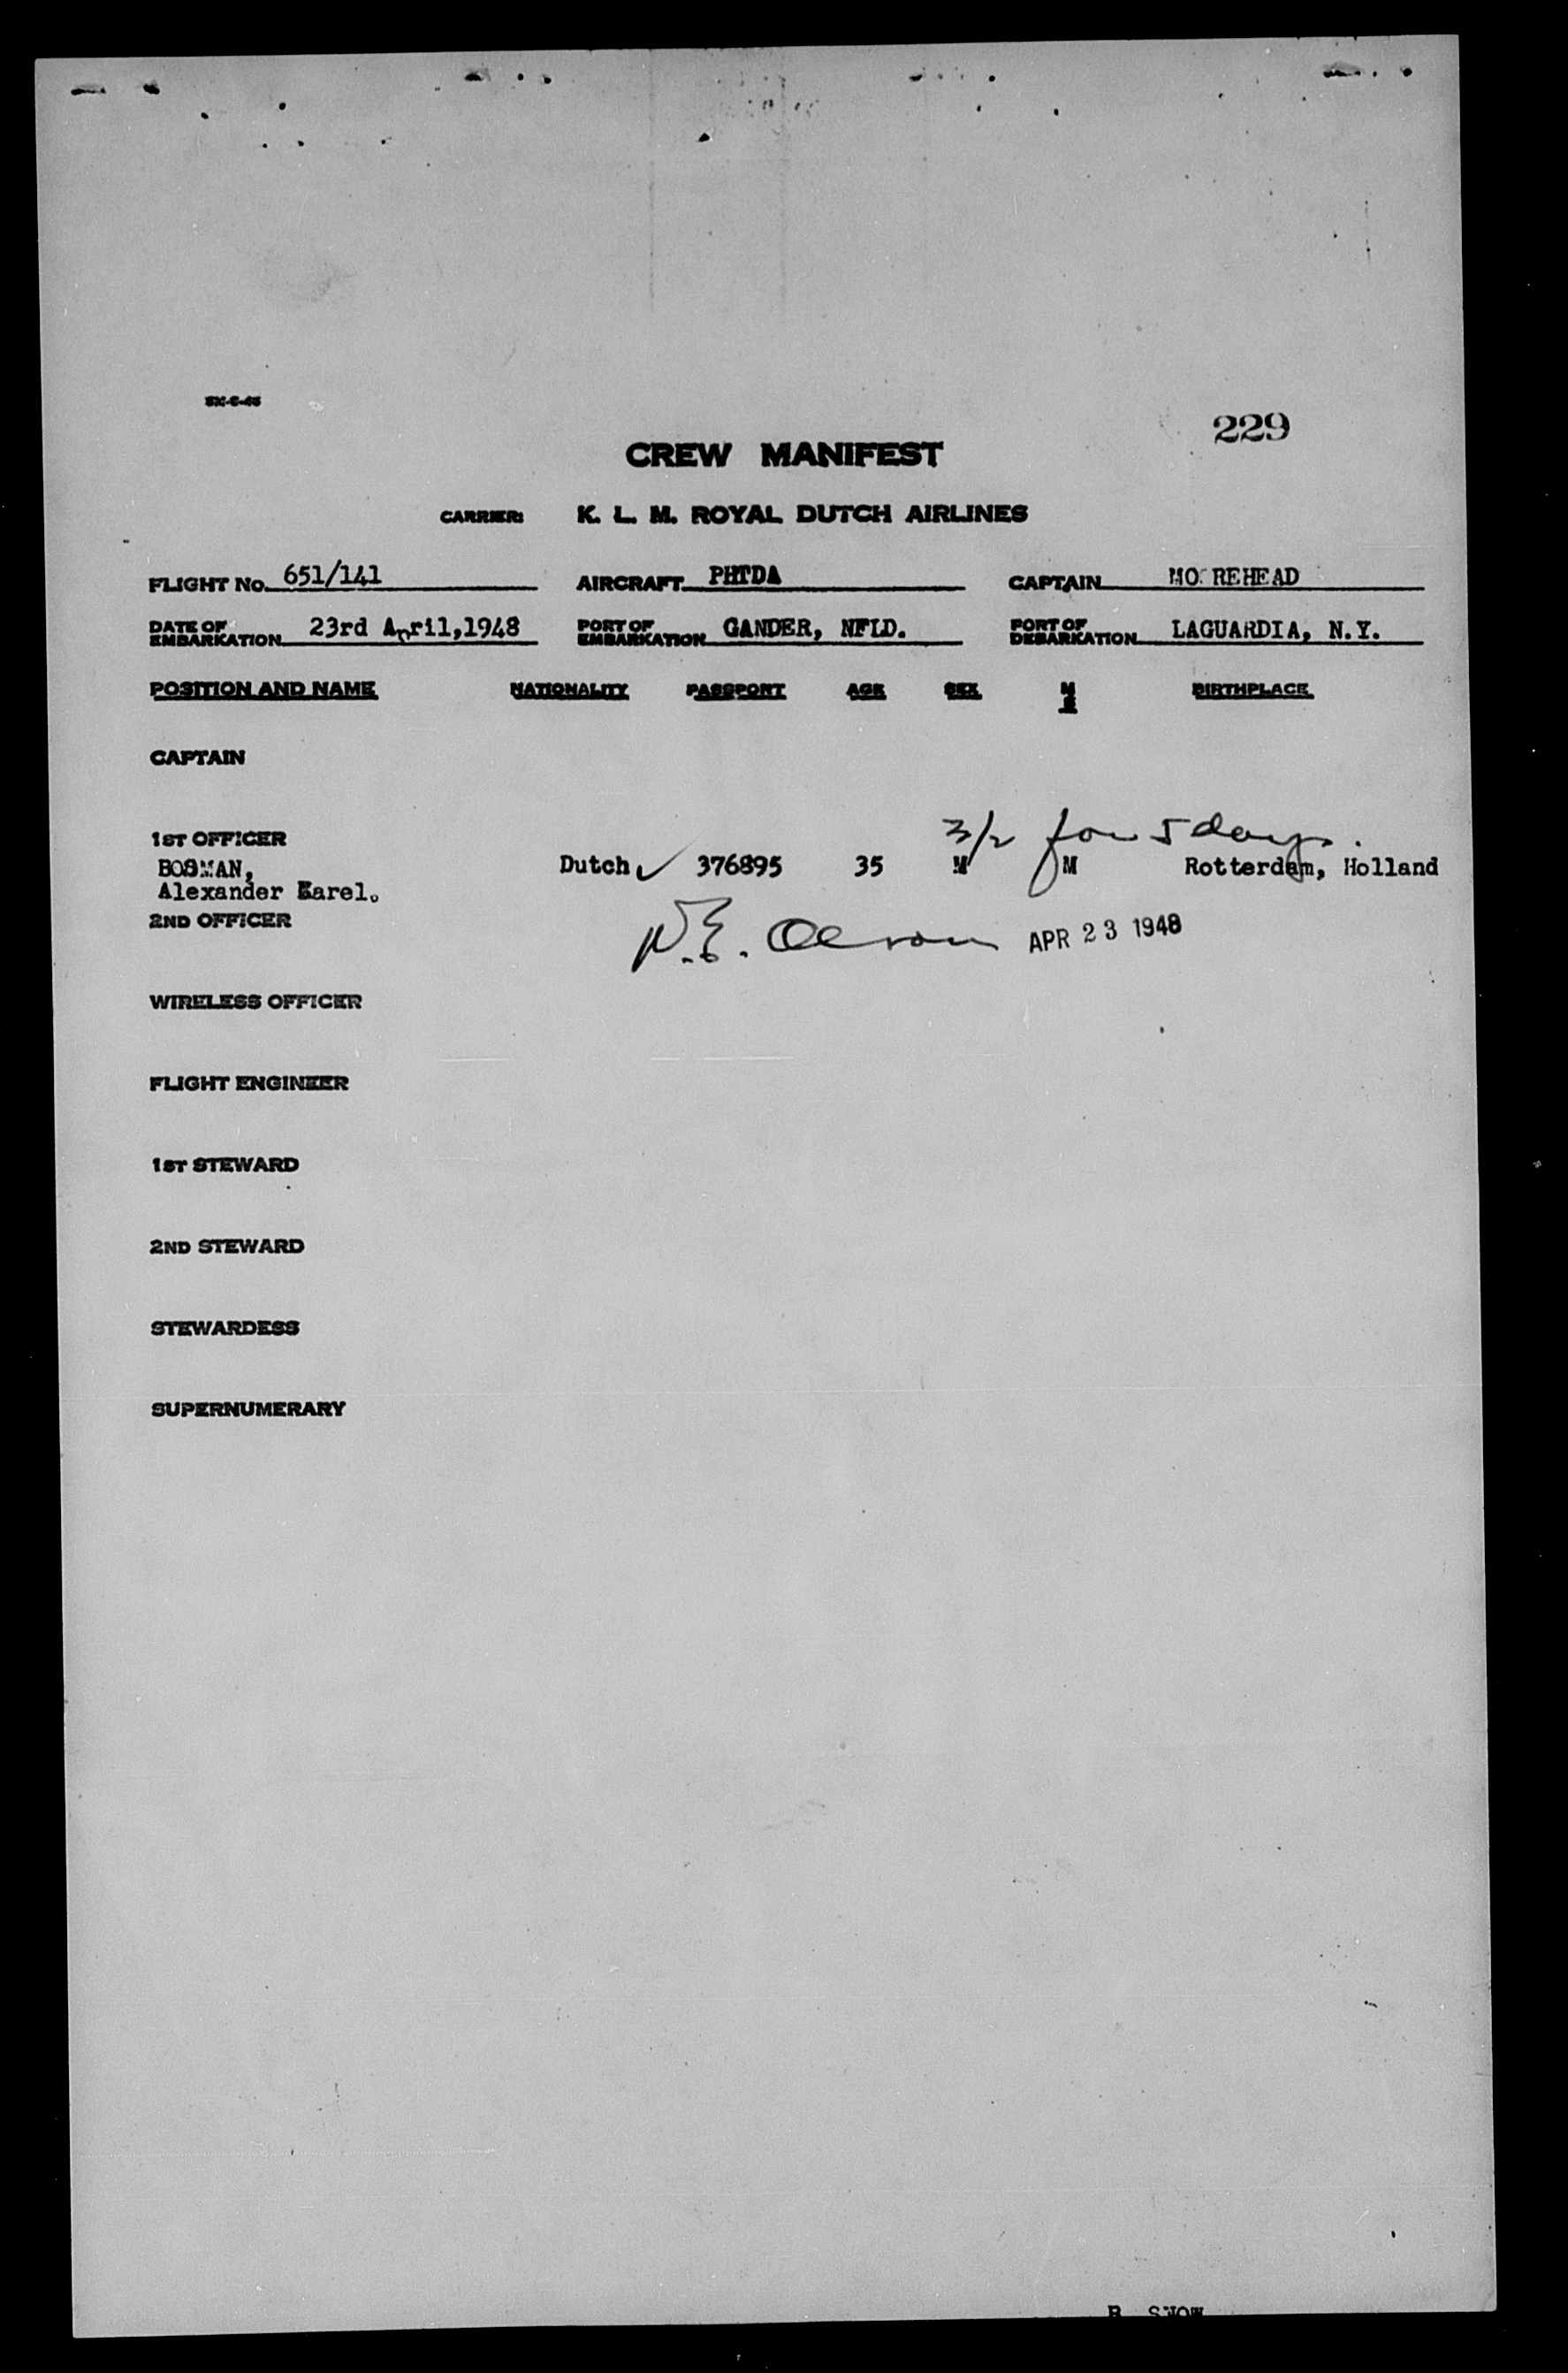 229
CREW MANIFEST
CARRIER: K. L. M. ROYAL DUTCH AIRLINES
FLIGHT No. 651/141 AIRCRAFT PHTDA CAPTAIN MO REHEAD
DATE OF EMBARKATION 23rd April,1948 PORT OF EMBARKATION GANDER, NFLD. PORT OF DEBARKATION LAGUARDIA, N.Y.
POSITION AND NAME NATIONALITY PASSPORT AGE SEX M S BIRTHPLACE
CAPTAIN
3/2 for 5 days.
1ST OFFICER
BOSMAN, Dutch ✓ 376895 35 M M Rotterdam, Holland
Alexander Karel.
2ND OFFICER
N.E. Olson APR 23 1948
WIRELESS OFFICER
FLIGHT ENGINEER
1ST STEWARD
2ND STEWARD
STEWARDESS
SUPERNUMERARY